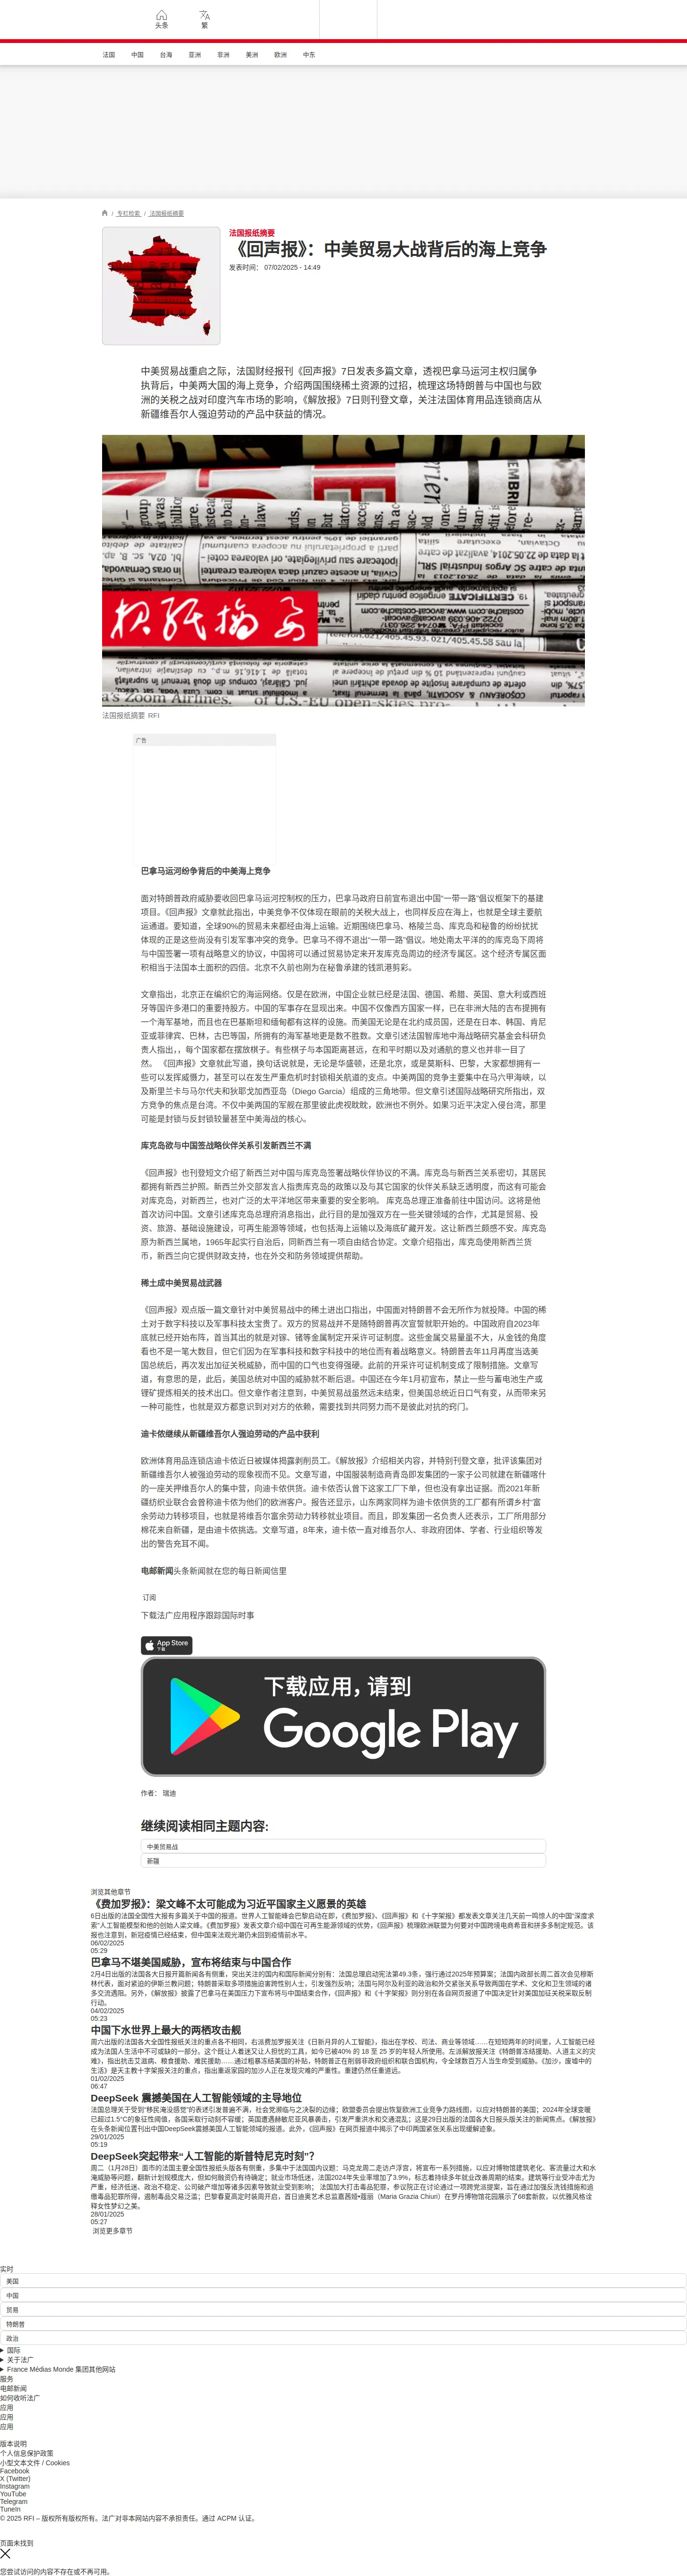 头条
繁
法国 中国 台海 亚洲 非洲 美洲 欧洲 中东
/ 专栏检索 / 法国报纸摘要
法国报纸摘要
《回声报》：中美贸易大战背后的海上竞争
发表时间： 07/02/2025 - 14:49
中美贸易战重启之际，法国财经报刊《回声报》7日发表多篇文章，透视巴拿马运河主权归属争
执背后，中美两大国的海上竞争，介绍两国围绕稀土资源的过招，梳理这场特朗普与中国也与欧
洲的关税之战对印度汽车市场的影响，《解放报》7日则刊登文章，关注法国体育用品连锁商店从
新疆维吾尔人强迫劳动的产品中获益的情况。
报纸摘要
法国报纸摘要 RFI
广告
巴拿马运河纷争背后的中美海上竞争
面对特朗普政府威胁要收回巴拿马运河控制权的压力，巴拿马政府日前宣布退出中国“一带一路”倡议框架下的基建
项目。《回声报》文章就此指出，中美竞争不仅体现在眼前的关税大战上，也同样反应在海上，也就是全球主要航
运通道。要知道，全球90%的贸易未来都经由海上运输。近期围绕巴拿马、格陵兰岛、库克岛和秘鲁的纷纷扰扰
体现的正是这些尚没有引发军事冲突的竞争。巴拿马不得不退出“一带一路”倡议。地处南太平洋的的库克岛下周将
与中国签署一项有战略意义的协议，中国将可以通过贸易协定来开发库克岛周边的经济专属区。这个经济专属区面
积相当于法国本土面积的四倍。北京不久前也刚为在秘鲁承建的钱凯港剪彩。
文章指出，北京正在编织它的海运网络。仅是在欧洲，中国企业就已经是法国、德国、希腊、英国、意大利或西班
牙等国许多港口的重要持股方。中国的军事存在显现出来。中国不仅像西方国家一样，已在非洲大陆的吉布提拥有
一个海军基地，而且也在巴基斯坦和缅甸都有这样的设施。而美国无论是在北约成员国，还是在日本、韩国、肯尼
亚或菲律宾、巴林，古巴等国，所拥有的海军基地更是数不胜数。文章引述法国智库地中海战略研究基金会科研负
责人指出，，每个国家都在摆放棋子。有些棋子与本国距离甚远，在和平时期以及对通航的意义也并非一目了
然。 《回声报》文章就此写道，换句话说就是，无论是华盛顿，还是北京，或是莫斯科、巴黎，大家都想拥有一
些可以发挥威慑力，甚至可以在发生严重危机时封锁相关航道的支点。中美两国的竞争主要集中在马六甲海峡，以
及斯里兰卡与马尔代夫和狄耶戈加西亚岛（Diego Garcia）组成的三角地带。但文章引述国际战略研究所指出，双
方竞争的焦点是台湾。不仅中美两国的军舰在那里彼此虎视眈眈，欧洲也不例外。如果习近平决定入侵台湾，那里
可能是封锁与反封锁较量甚至中美海战的核心。
库克岛欲与中国签战略伙伴关系引发新西兰不满
《回声报》也刊登短文介绍了新西兰对中国与库克岛签署战略伙伴协议的不满。库克岛与新西兰关系密切，其居民
都拥有新西兰护照。新西兰外交部发言人指责库克岛的政策以及与其它国家的伙伴关系缺乏透明度，而这有可能会
对库克岛，对新西兰，也对广泛的太平洋地区带来重要的安全影响。 库克岛总理正准备前往中国访问。这将是他
首次访问中国。文章引述库克岛总理府消息指出，此行目的是加强双方在一些关键领域的合作，尤其是贸易、投
资、旅游、基础设施建设，可再生能源等领域，也包括海上运输以及海底矿藏开发。这让新西兰颇感不安。库克岛
原为新西兰属地，1965年起实行自治后，同新西兰有一项自由结合协定。文章介绍指出，库克岛使用新西兰货
币，新西兰向它提供财政支持，也在外交和防务领域提供帮助。
稀土成中美贸易战武器
《回声报》观点版一篇文章针对中美贸易战中的稀土进出口指出，中国面对特朗普不会无所作为就投降。中国的稀
土对于数字科技以及军事科技太宝贵了。双方的贸易战并不是随特朗普再次宣誓就职开始的。中国政府自2023年
底就已经开始布阵，首当其出的就是对镓、锗等金属制定开采许可证制度。这些金属交易量虽不大，从金钱的角度
看也不是一笔大数目，但它们因为在军事科技和数字科技中的地位而有着战略意义。特朗普去年11月再度当选美
国总统后，再次发出加征关税威胁，而中国的口气也变得强硬。此前的开采许可证机制变成了限制措施。文章写
道，有意思的是，此后，美国总统对中国的威胁就不断后退。中国还在今年1月初宣布，禁止一些与蓄电池生产或
锂矿提炼相关的技术出口。但文章作者注意到，中美贸易战虽然远未结束，但美国总统近日口气有变，从而带来另
一种可能性，也就是双方都意识到对对方的依赖，需要找到共同努力而不是彼此对抗的窍门。
迪卡侬继续从新疆维吾尔人强迫劳动的产品中获利
欧洲体育用品连锁店迪卡侬近日被媒体揭露剥削员工。《解放报》介绍相关内容，并特别刊登文章，批评该集团对
新疆维吾尔人被强迫劳动的现象视而不见。文章写道，中国服装制造商青岛即发集团的一家子公司就建在新疆喀什
的一座关押维吾尔人的集中营，向迪卡侬供货。迪卡侬否认曾下这家工厂下单，但也没有拿出证据。而2021年新
疆纺织业联合会曾称迪卡侬为他们的欧洲客户。报告还显示，山东两家同样为迪卡侬供货的工厂都有所谓乡村“富
余劳动力转移项目，也就是将维吾尔富余劳动力转移就业项目。而且，即发集团一名负责人还表示，工厂所用部分
棉花来自新疆，是由迪卡侬挑选。文章写道，8年来，迪卡侬一直对维吾尔人、非政府团体、学者、行业组织等发
出的警告充耳不闻。
电邮新闻头条新闻就在您的每日新闻信里
订阅
下载法广应用程序跟踪国际时事
App Store
下载
下载应用，请到
Google Play
作者： 瑞迪
继续阅读相同主题内容:
中美贸易战
新疆
浏览其他章节
《费加罗报》：梁文峰不太可能成为习近平国家主义愿景的英雄
6日出版的法国全国性大报有多篇关于中国的报道。世界人工智能峰会巴黎启动在即，《费加罗报》、《回声报》和《十字架报》都发表文章关注几天前一鸣惊人的中国“深度求
索”人工智能模型和他的创始人梁文峰。《费加罗报》发表文章介绍中国在可再生能源领域的优势，《回声报》梳理欧洲联盟为何要对中国跨境电商希音和拼多多制定规范。该
报也注意到，新冠疫情已经结束，但中国来法观光潮仍未回到疫情前水平。
06/02/2025
05:29
巴拿马不堪美国威胁，宣布将结束与中国合作
2月4日出版的法国各大日报开篇新闻各有侧重，突出关注的国内和国际新闻分别有：法国总理启动宪法第49.3条，强行通过2025年预算案；法国内政部长周二首次会见穆斯
林代表，面对紧迫的伊斯兰教问题；特朗普采取多项措施迫害跨性别人士，引发强烈反响；法国与阿尔及利亚的政治和外交紧张关系导致两国在学术、文化和卫生领域的诸
多交流遇阻。另外，《解放报》披露了巴拿马在美国压力下宣布将与中国结束合作，《回声报》和《十字架报》则分别在各自网页报道了中国决定针对美国加征关税采取反制
行动。
04/02/2025
05:23
中国下水世界上最大的两栖攻击舰
周六出版的法国各大全国性报纸关注的重点各不相同，右派费加罗报关注《日新月异的人工智能》，指出在学校、司法、商业等领域……在短短两年的时间里，人工智能已经
成为法国人生活中不可或缺的一部分。这个既让人着迷又让人担忧的工具，如今已被40% 的 18 至 25 岁的年轻人所使用。左派解放报关注《特朗普冻结援助、人道主义的灾
难》，指出抗击艾滋病、粮食援助、难民援助……通过粗暴冻结美国的补贴，特朗普正在削弱非政府组织和联合国机构，令全球数百万人当生命受到威胁。《加沙，废墟中的
生活》是天主教十字架报关注的重点，指出重返家园的加沙人正在发现灾难的严重性。重建仍然任重道远。
01/02/2025
06:47
DeepSeek 震撼美国在人工智能领域的主导地位
法国总理关于受到“移民淹没感觉”的表述引发普遍不满，社会党濒临与之决裂的边缘；欧盟委员会提出恢复欧洲工业竞争力路线图，以应对特朗普的美国；2024年全球变暖
已超过1.5°C的象征性阈值，各国采取行动刻不容缓；英国遭遇赫敏尼亚风暴袭击，引发严重洪水和交通混乱；这是29日出版的法国各大日报头版关注的新闻焦点。《解放报》
在头条新闻位置刊出中国DeepSeek震撼美国人工智能领域的报道。此外，《回声报》在网页报道中揭示了中印两国紧张关系出现缓解迹象。
29/01/2025
05:19
DeepSeek突起带来“人工智能的斯普特尼克时刻”？
周二（1月28日）面市的法国主要全国性报纸头版各有侧重，多集中于法国国内议题：马克龙周二走访卢浮宫，将宣布一系列措施，以应对博物馆建筑老化、客流量过大和水
淹威胁等问题，翻新计划规模庞大，但如何融资仍有待确定；就业市场低迷，法国2024年失业率增加了3.9%，标志着持续多年就业改善周期的结束。建筑等行业受冲击尤为
严重，经济低迷、政治不稳定、公司破产增加等诸多因素导致就业受到影响； 法国加大打击毒品犯罪，参议院正在讨论通过一项跨党派提案，旨在通过加强反洗钱措施和追
缴毒品犯罪所得，遏制毒品交易泛滥；巴黎春夏高定时装周开启，首日迪奥艺术总监嘉茜娅•蔻丽（Maria Grazia Chiuri）在罗丹博物馆花园展示了68套新款，以优雅风格诠
释女性梦幻之美。
28/01/2025
05:27
浏览更多章节
实时
美国
中国
贸易
特朗普
政治
国际
关于法广
France Médias Monde 集团其他网站
服务
电邮新闻
如何收听法广
应用
应用
应用
版本说明
个人信息保护政策
小型文本文件 / Cookies
Facebook
X (Twitter)
Instagram
YouTube
Telegram
TuneIn
© 2025 RFI – 版权所有版权所有。法广对非本网站内容不承担责任。通过 ACPM 认证。
页面未找到
您尝试访问的内容不存在或不再可用。